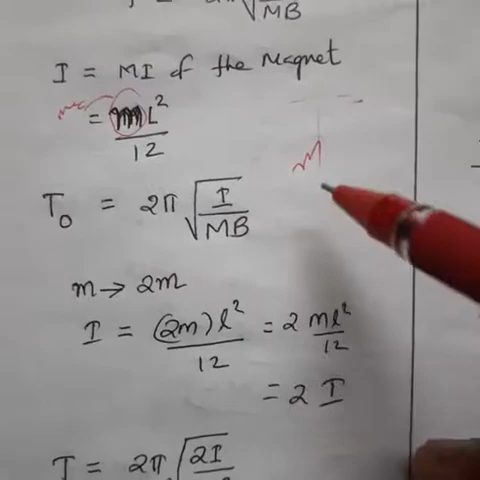 √MB
I = MI of the Magnet
m = mL²/12
M
T₀ = 2π √(I/MB)
m → 2m
I = (2m)l²/12 = 2 ml²/12
= 2 I
T = 2π √2I